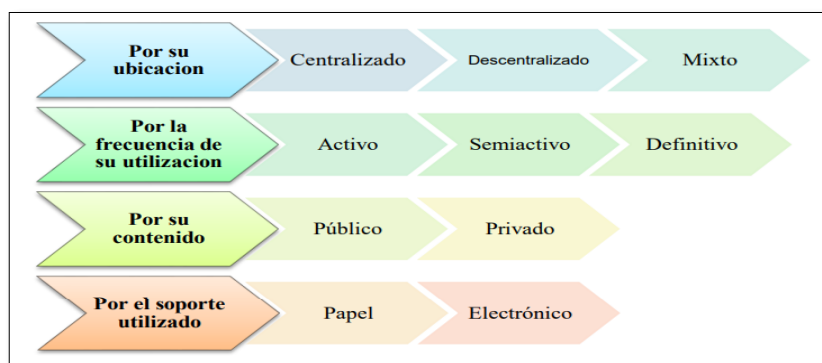 Por su
ubicacion
Centralizado
Descentralizado
Mixto
Por la
frecuencia de
su utilizacion
Activo
Semiactivo
Definitivo
Por su
contenido
Público
Privado
Por el soporte
utilizado
Papel
Electrónico